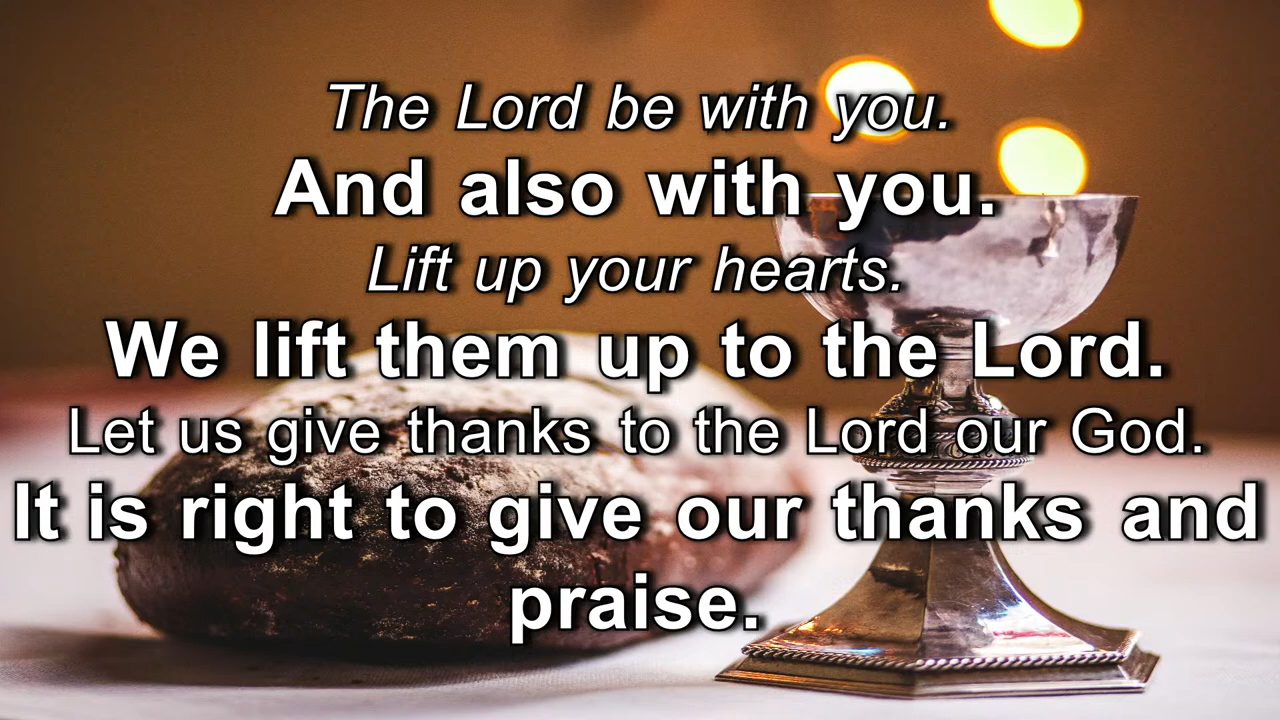 The Lord be with you.
And also with you.
Lift up your hearts.
We lift them up to the Lord.
Let us give thanks to the Lord our God.
It is right to give our thanks and
praise.